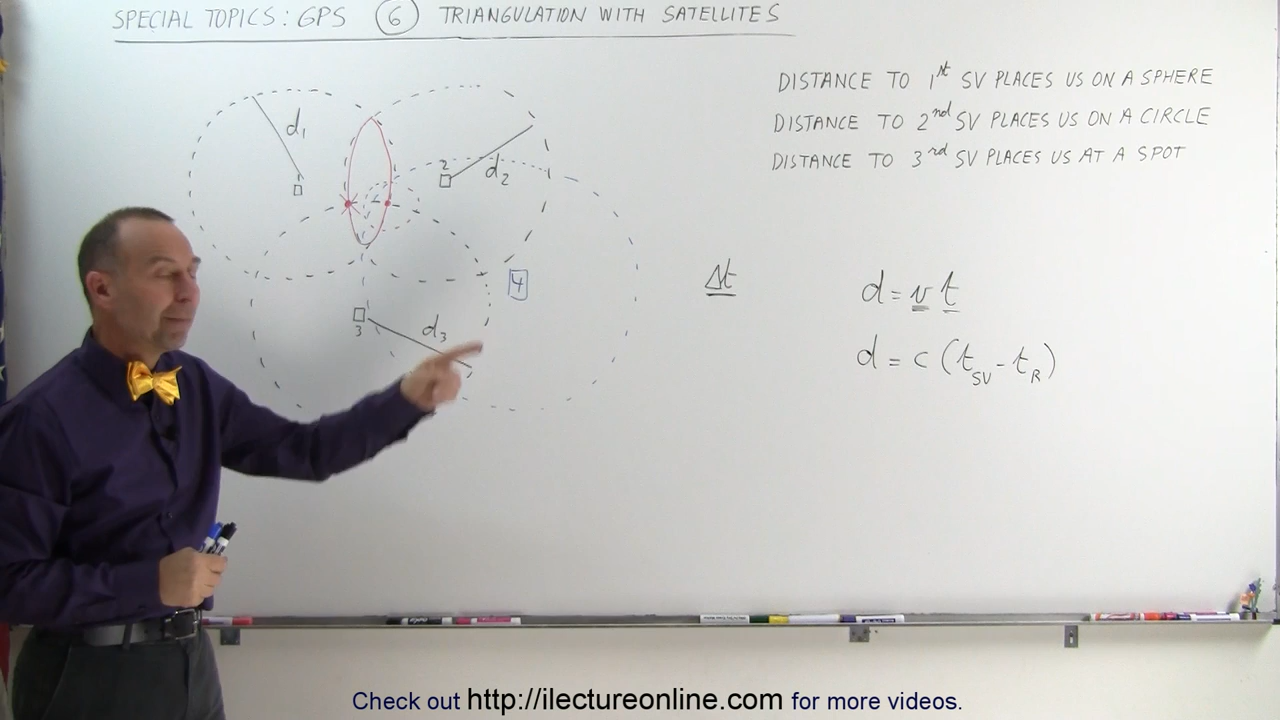 SPECIAL TOPICS: GPS 6 TRIANGULATION WITH SATELLITES
DISTANCE TO 1st SV PLACES US ON A SPHERE
DISTANCE TO 2nd SV PLACES US ON A CIRCLE
DISTANCE TO 3rd SV PLACES US AT A SPOT
d1
2
d2
4
3
d3
Δt
d = v t
d = c (tSV - tR)
Check out http://ilectureonline.com for more videos.